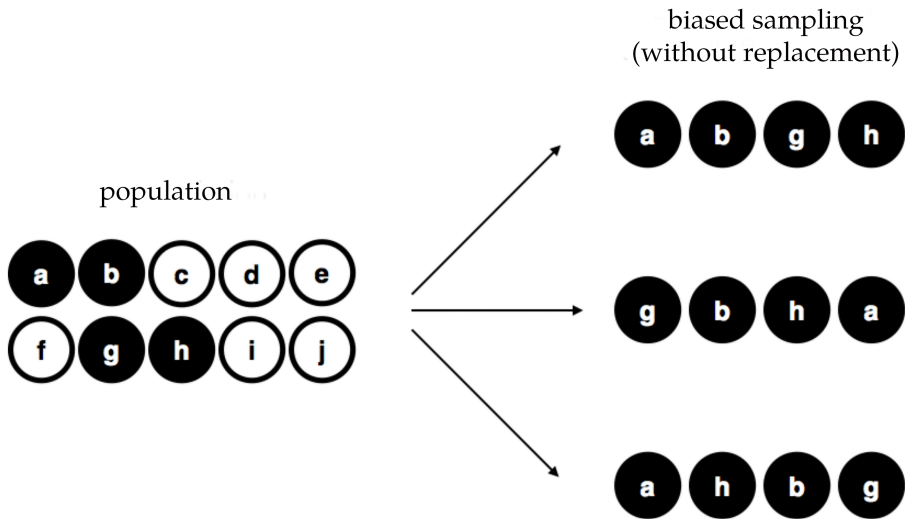 biased sampling
(without replacement)
a b g h
population
a b c d e
f g h i j
g b h a
a h b g